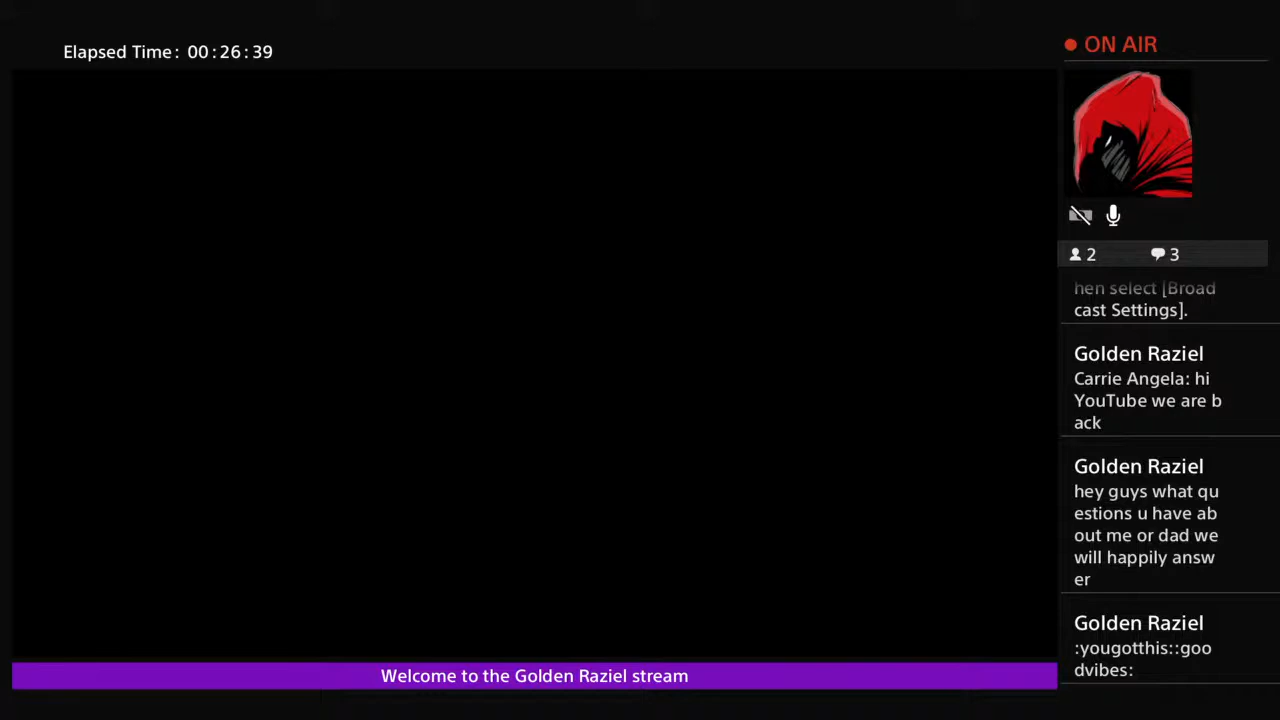 Elapsed Time: 00:26:39
ON AIR
2
3
hen select [Broad
cast Settings].
Golden Raziel
Carrie Angela: hi
YouTube we are b
ack
Golden Raziel
hey guys what qu
estions u have ab
out me or dad we
will happily answ
er
Golden Raziel
:yougotthis::goo
dvibes:
Welcome to the Golden Raziel stream